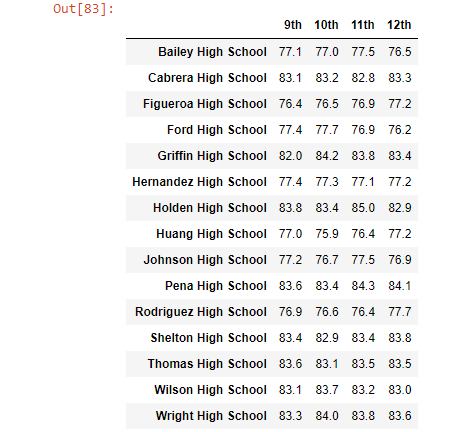 Out[83]:
9th 10th 11th 12th
Bailey High School 77.1 77.0 77.5 76.5
Cabrera High School 83.1 83.2 82.8 83.3
Figueroa High School 76.4 76.5 76.9 77.2
Ford High School 77.4 77.7 76.9 76.2
Griffin High School 82.0 84.2 83.8 83.4
Hernandez High School 77.4 77.3 77.1 77.2
Holden High School 83.8 83.4 85.0 82.9
Huang High School 77.0 75.9 76.4 77.2
Johnson High School 77.2 76.7 77.5 76.9
Pena High School 83.6 83.4 84.3 84.1
Rodriguez High School 76.9 76.6 76.4 77.7
Shelton High School 83.4 82.9 83.4 83.8
Thomas High School 83.6 83.1 83.5 83.5
Wilson High School 83.1 83.7 83.2 83.0
Wright High School 83.3 84.0 83.8 83.6